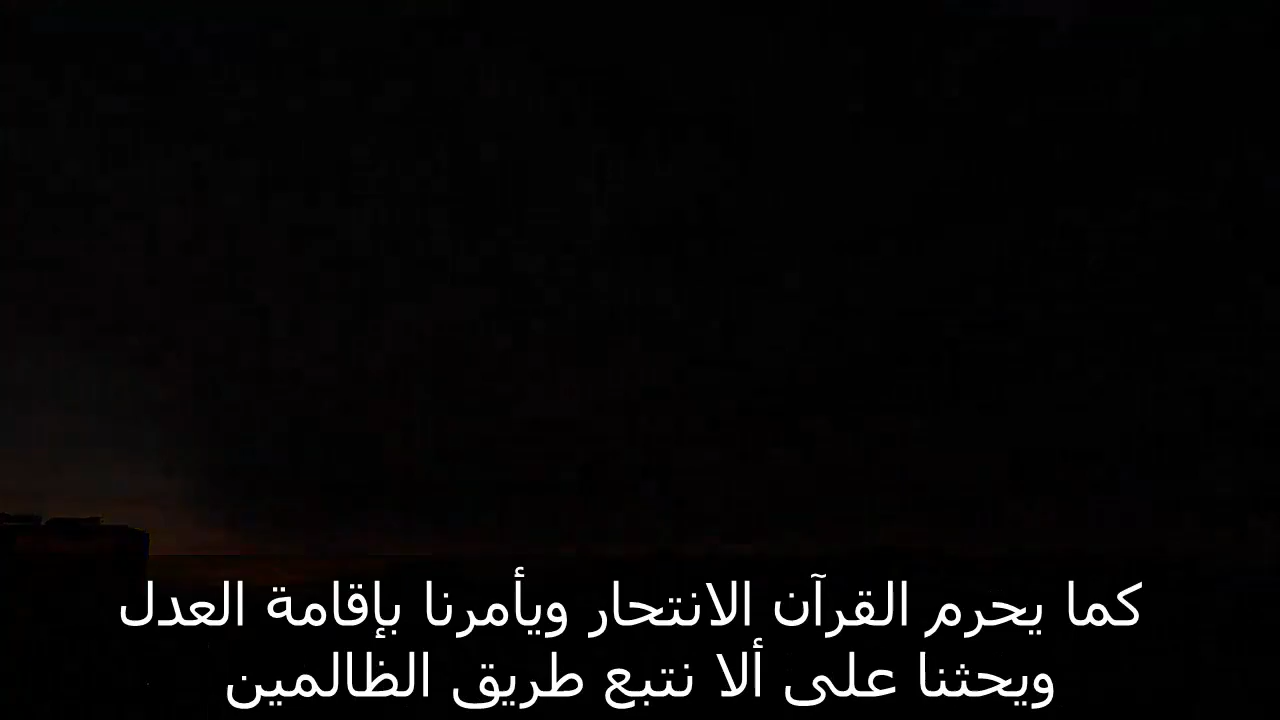 كما يحرم القرآن الانتحار ويأمرنا بإقامة العدل
ويحثنا على ألا نتبع طريق الظالمين